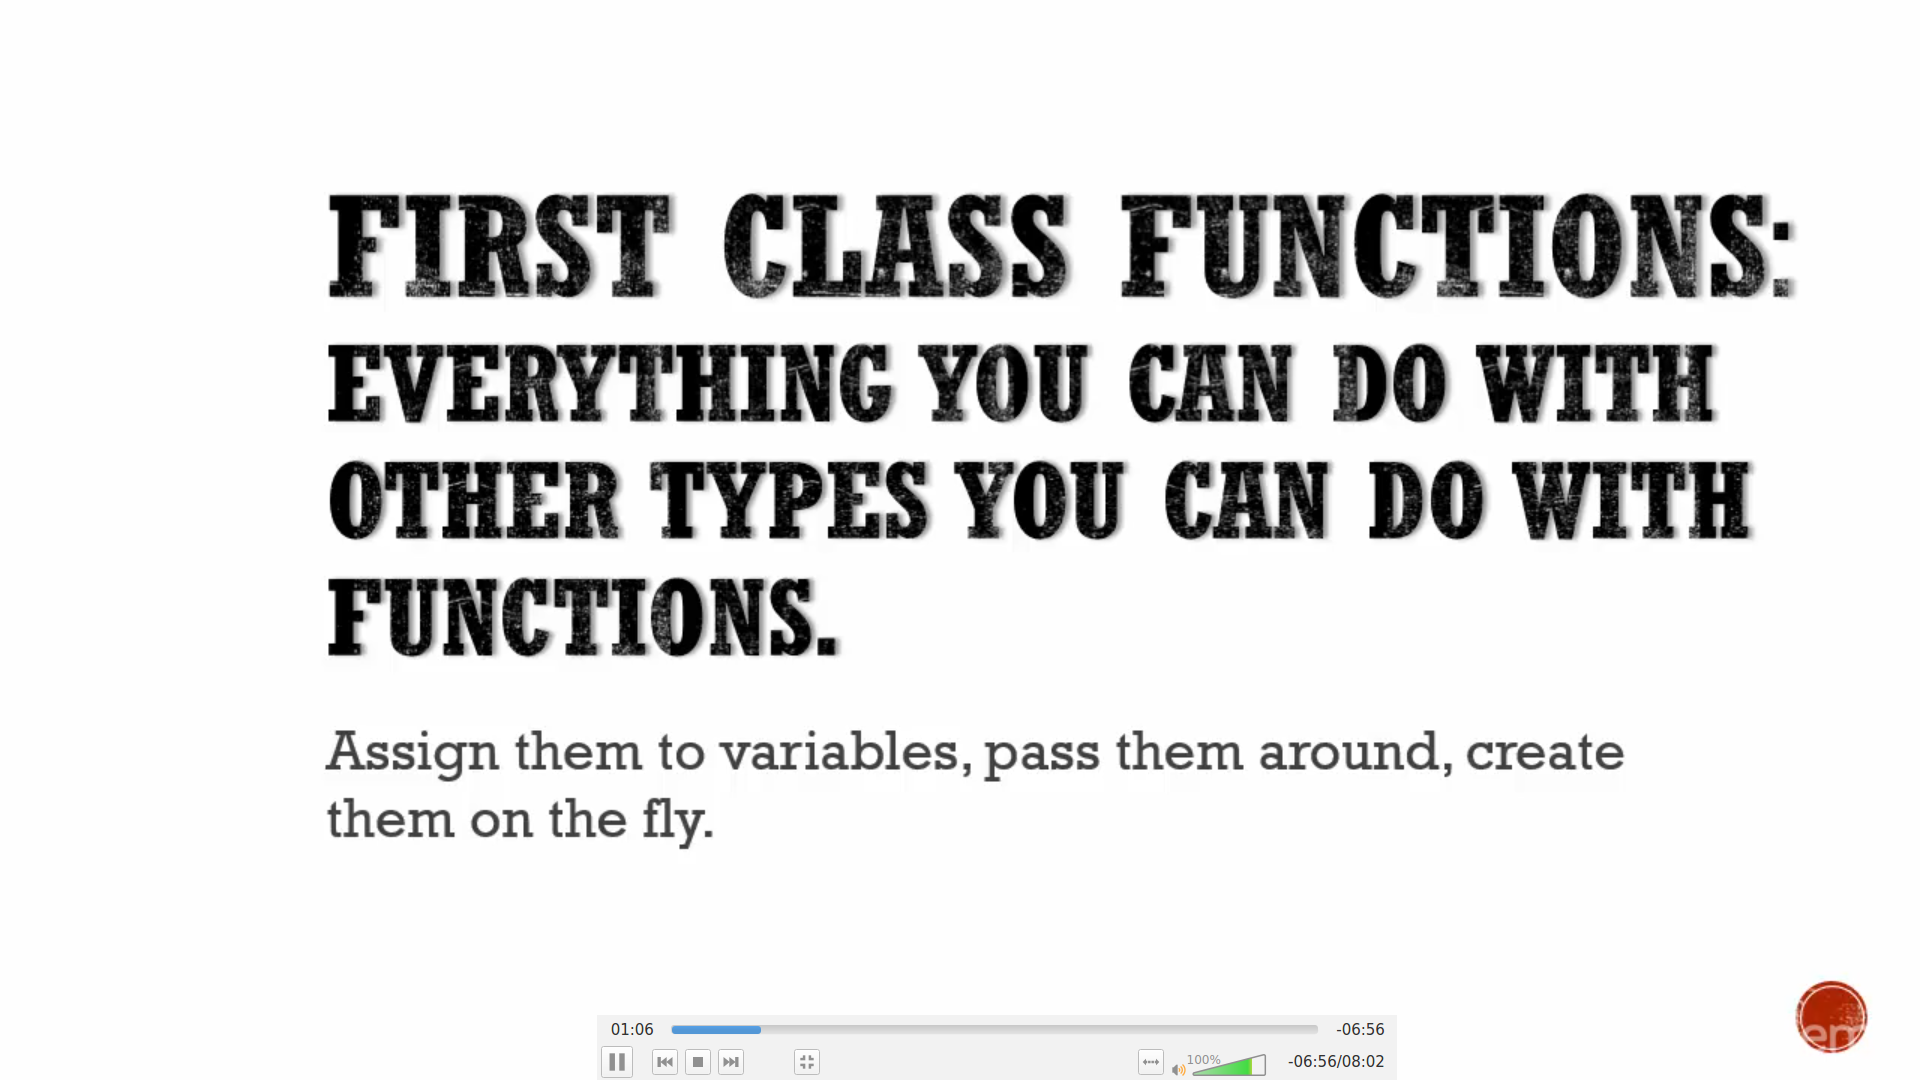 FIRST CLASS FUNCTIONS:
EVERYTHING YOU CAN DO WITH
OTHER TYPES YOU CAN DO WITH
FUNCTIONS.
Assign them to variables, pass them around, create
them on the fly.
em
01:06 -06:56
100% -06:56/08:02